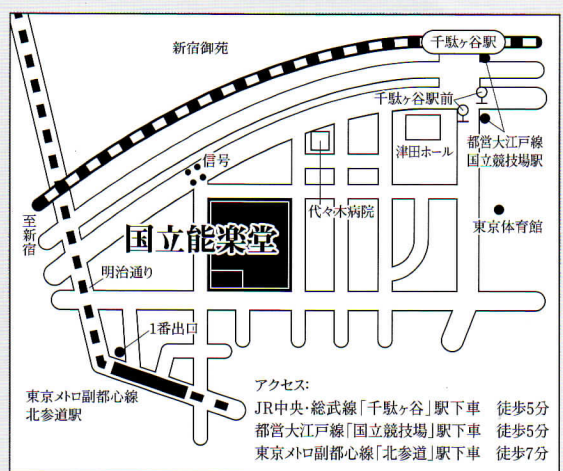 新宿御苑
千駄ヶ谷駅
千駄ヶ谷駅前
都営大江戸線
国立競技場駅
津田ホール
信号
代々木病院
東京体育館
至新宿
国立能楽堂
明治通り
1番出口
東京メトロ副都心線
北参道駅
アクセス:
JR中央・総武線「千駄ヶ谷」駅下車 徒歩5分
都営大江戸線「国立競技場」駅下車 徒歩5分
東京メトロ副都心線「北参道」駅下車 徒歩7分